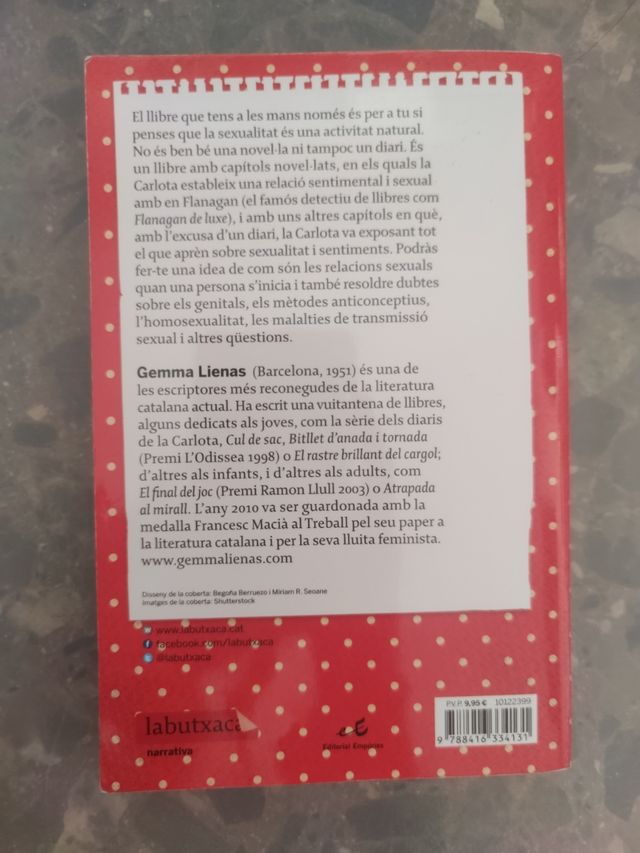 El llibre que tens a les mans només és per a tu si
penses que la sexualitat és una activitat natural.
No és ben bé una novel·la ni tampoc un diari. És
un llibre amb capítols novel·lats, en els quals la
Carlota estableix una relació sentimental i sexual
amb en Flanagan (el famós detectiu de llibres com
Flanagan de luxe), i amb uns altres capítols en què,
amb l'excusa d'un diari, la Carlota va exposant tot
el que aprèn sobre sexualitat i sentiments. Podràs
fer-te una idea de com són les relacions sexuals
quan una persona s'inicia i també resoldre dubtes
sobre els genitals, els mètodes anticonceptius,
l'homosexualitat, les malalties de transmissió
sexual i altres qüestions.
Gemma Lienas (Barcelona, 1951) és una de
les escriptores més reconegudes de la literatura
catalana actual. Ha escrit una vuitantena de llibres,
alguns dedicats als joves, com la sèrie dels diaris
de la Carlota, Cul de sac, Bitllet d'anada i tornada
(Premi L'Odissea 1998) o El rastre brillant del cargol;
d'altres als infants, i d'altres als adults, com
El final del joc (Premi Ramon Llull 2003) o Atrapada
al mirall. L'any 2010 va ser guardonada amb la
medalla Francesc Macià al Treball pel seu paper a
la literatura catalana i per la seva lluita feminista.
www.gemmalienas.com
Disseny de la coberta: Begoña Berruezo i Miriam R. Seoane
Imatges de la coberta: Shutterstock
www.labutxaca.cat
facebook.com/labutxaca
@labutxaca
labutxaca
narrativa
eE
Editorial Empúries
P.V.P. 9,95 € 10122399
9 788416 334131